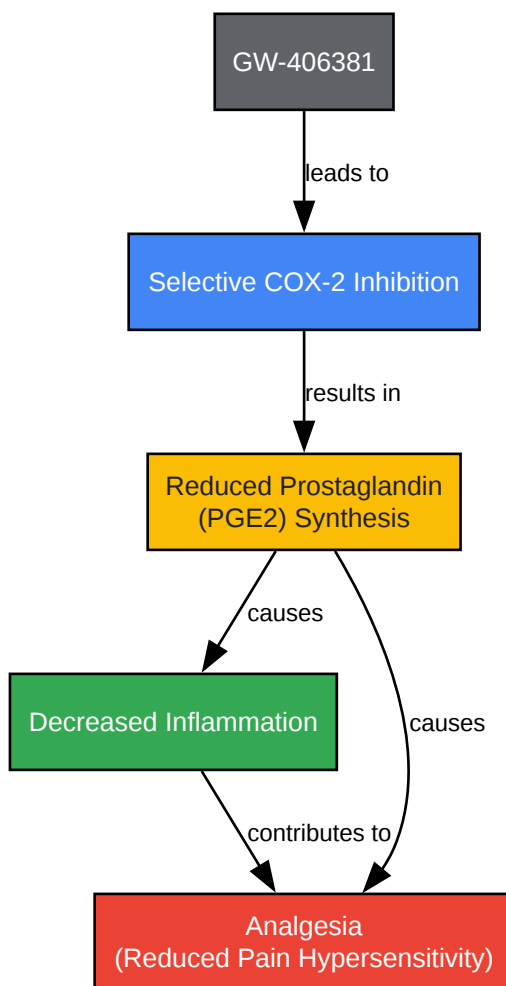 GW-406381
leads to
Selective COX-2 Inhibition
results in
Reduced Prostaglandin
(PGE2) Synthesis
causes
Decreased Inflammation
causes
contributes to
Analgesia
(Reduced Pain Hypersensitivity)